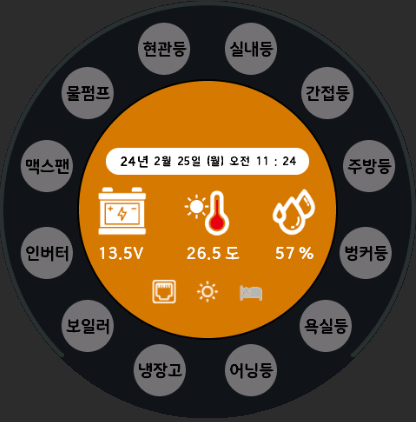 현관등 실내등
물펌프 간접등
맥스팬 주방등
24년 2월 25일 (월) 오전 11 : 24
13.5V 26.5 도 57 %
인버터 벙커등
보일러 욕실등
냉장고 어닝등